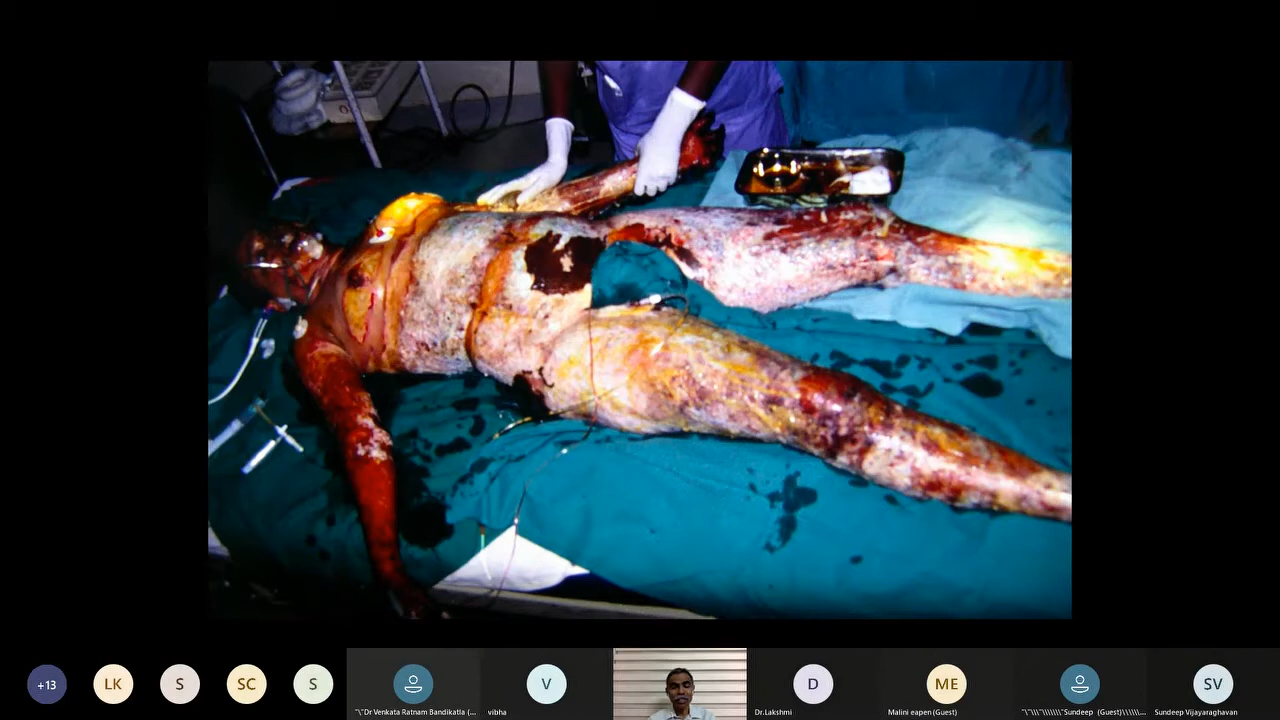 +13
LK
S
SC
S
"\"Dr Venkata Ratnam Bandikatla (...
V
vibha
D
Dr.Lakshmi
ME
Malini eapen (Guest)
SV
Sundeep Vijayaraghavan